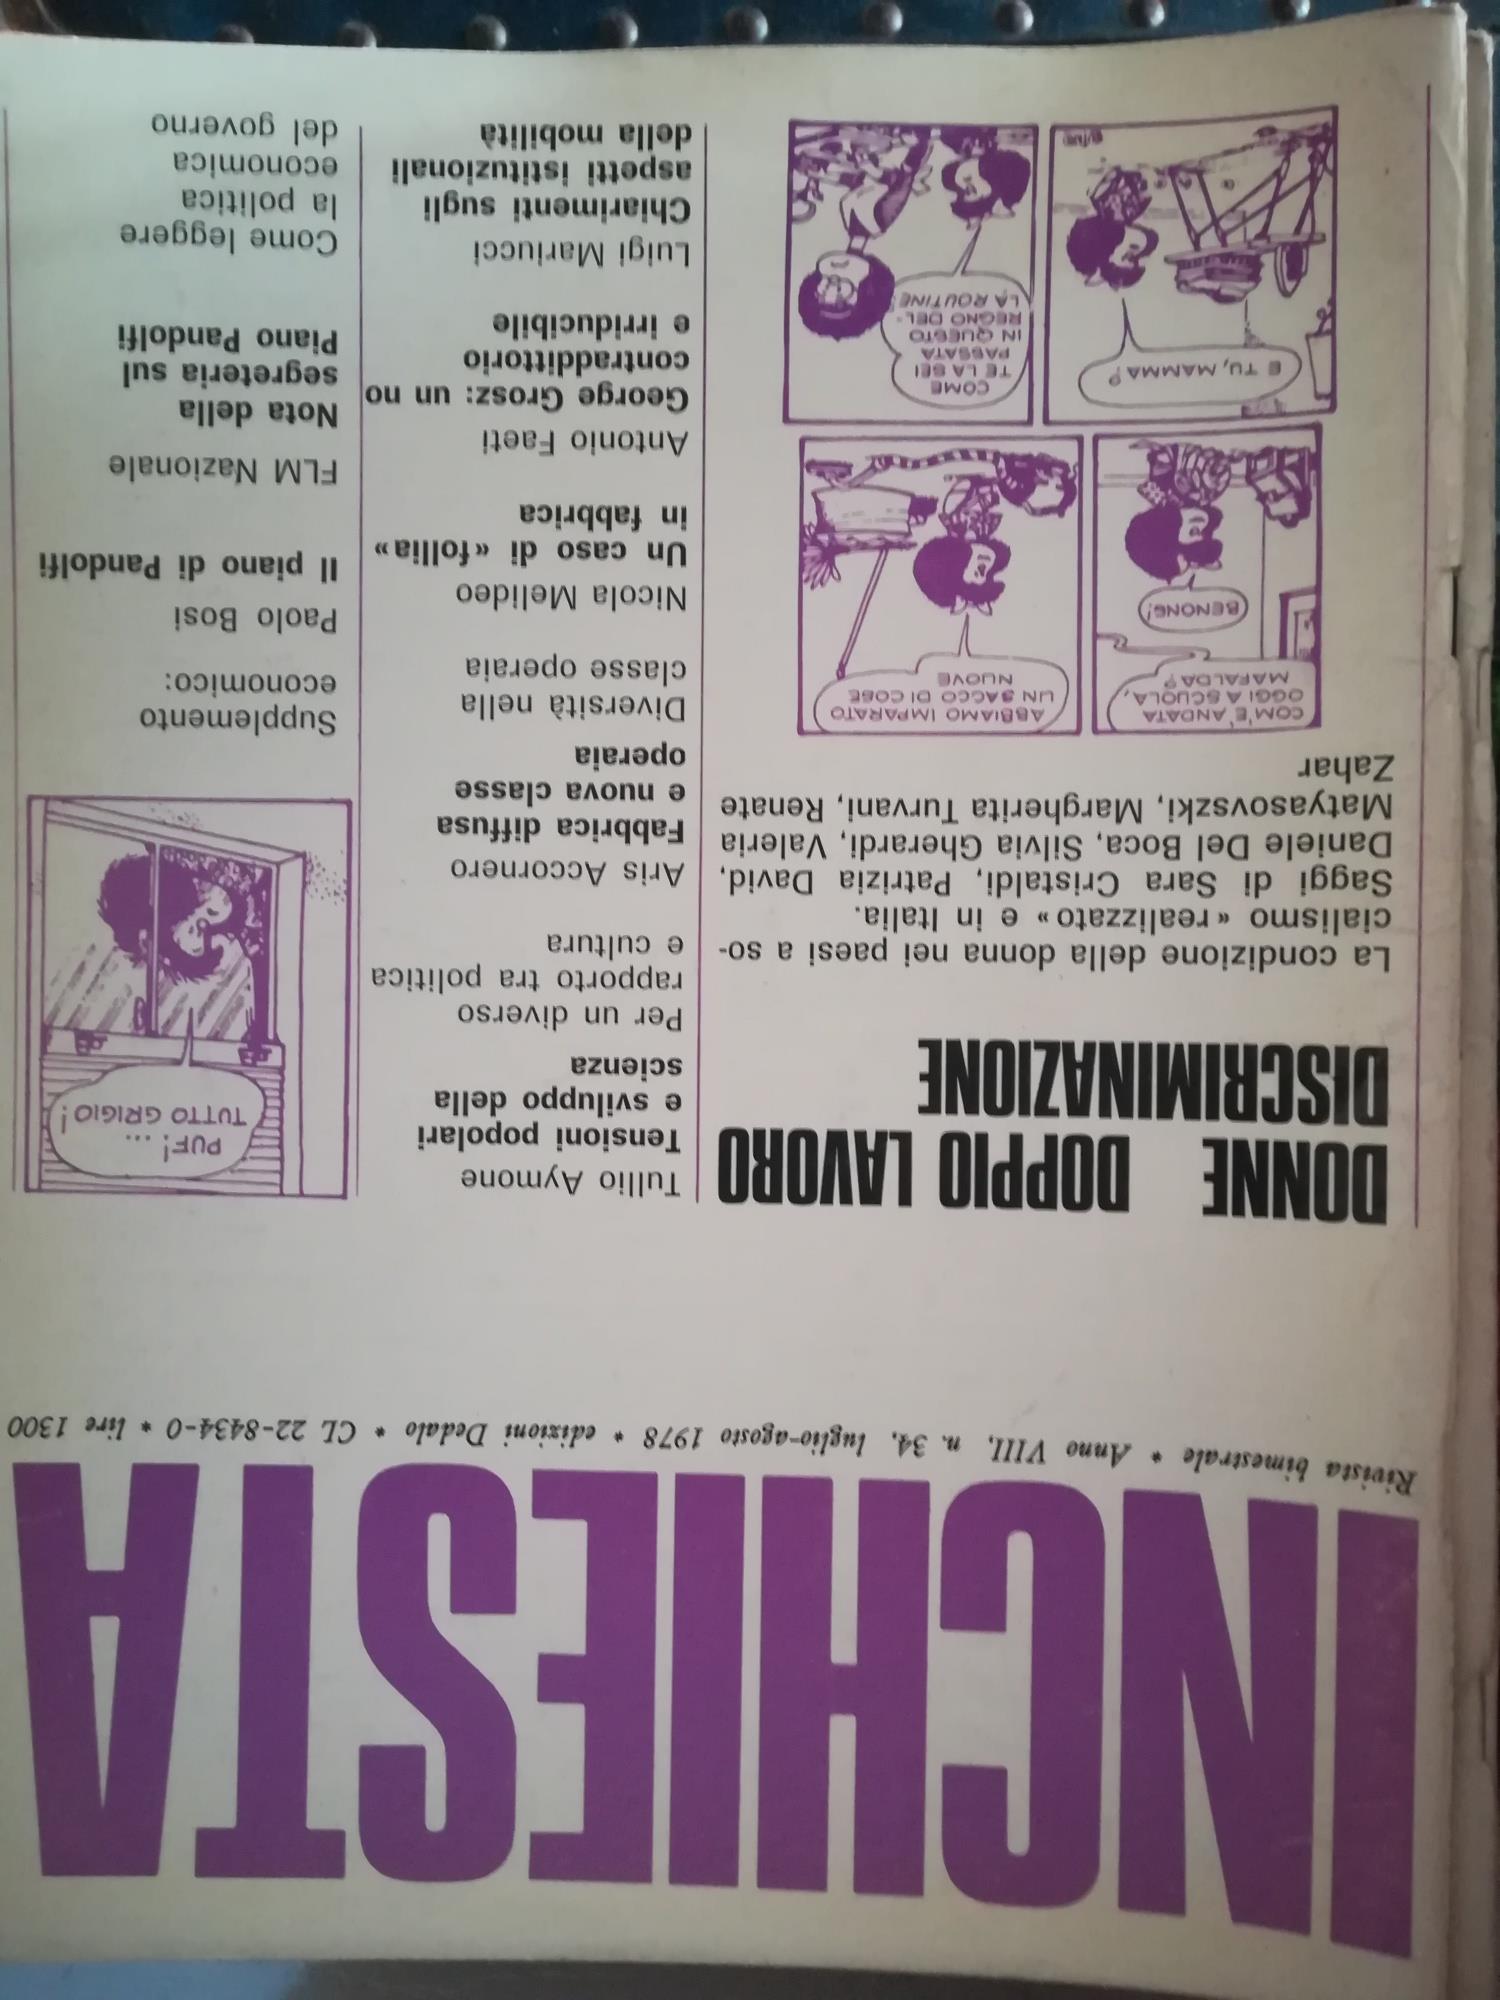 INCHIESTA
Rivista bimestrale * Anno VIII, n. 34, luglio-agosto 1978 * edizioni Dedalo * CL 22-8434-0 * lire 1300
DONNE DOPPIO LAVORO
DISCRIMINAZIONE
La condizione della donna nei paesi a so-
cialismo «realizzato» e in Italia.
Saggi di Sara Cristaldi, Patrizia David,
Daniele Del Boca, Silvia Gherardi, Valeria
Matyasovszki, Margherita Turvani, Renate
Zahar
COM'E' ANDATA
OGGI A SCUOLA,
MAFALDA?
BENONE!
ABBIAMO IMPARATO
UN SACCO DI COSE
NUOVE
E TU, MAMMA?
COME
TE LA SEI
PASSATA
IN QUESTO
REGNO DEL-
LA ROUTINE?
Tullio Aymone
Tensioni popolari
e sviluppo della
scienza
Per un diverso
rapporto tra politica
e cultura
Aris Accornero
Fabbrica diffusa
e nuova classe
operaia
Diversità nella
classe operaia
Nicola Melideo
Un caso di «follia»
in fabbrica
Antonio Faeti
George Grosz: un no
contraddittorio
e irriducibile
Luigi Mariucci
Chiarimenti sugli
aspetti istituzionali
della mobilità
PUF! ...
TUTTO GRIGIO!
Supplemento
economico:
Paolo Bosi
Il piano di Pandolfi
FLM Nazionale
Nota della
segreteria sul
Piano Pandolfi
Come leggere
la politica
economica
del governo